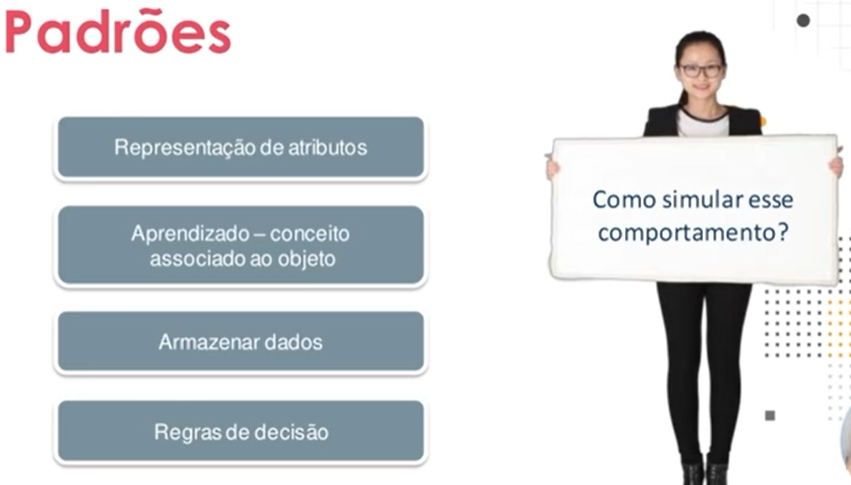 Padrões
Representação de atributos
Aprendizado – conceito
associado ao objeto
Armazenar dados
Regras de decisão
Como simular esse
comportamento?